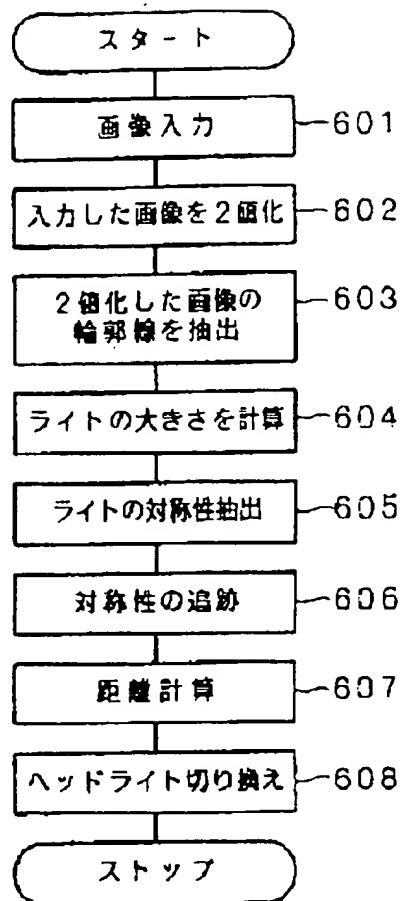 スタート
画像入力 601
入力した画像を2値化 602
2値化した画像の 603
輪郭線を抽出
ライトの大きさを計算 604
ライトの対称性抽出 605
対称性の追跡 606
距離計算 607
ヘッドライト切り換え 608
ストップ